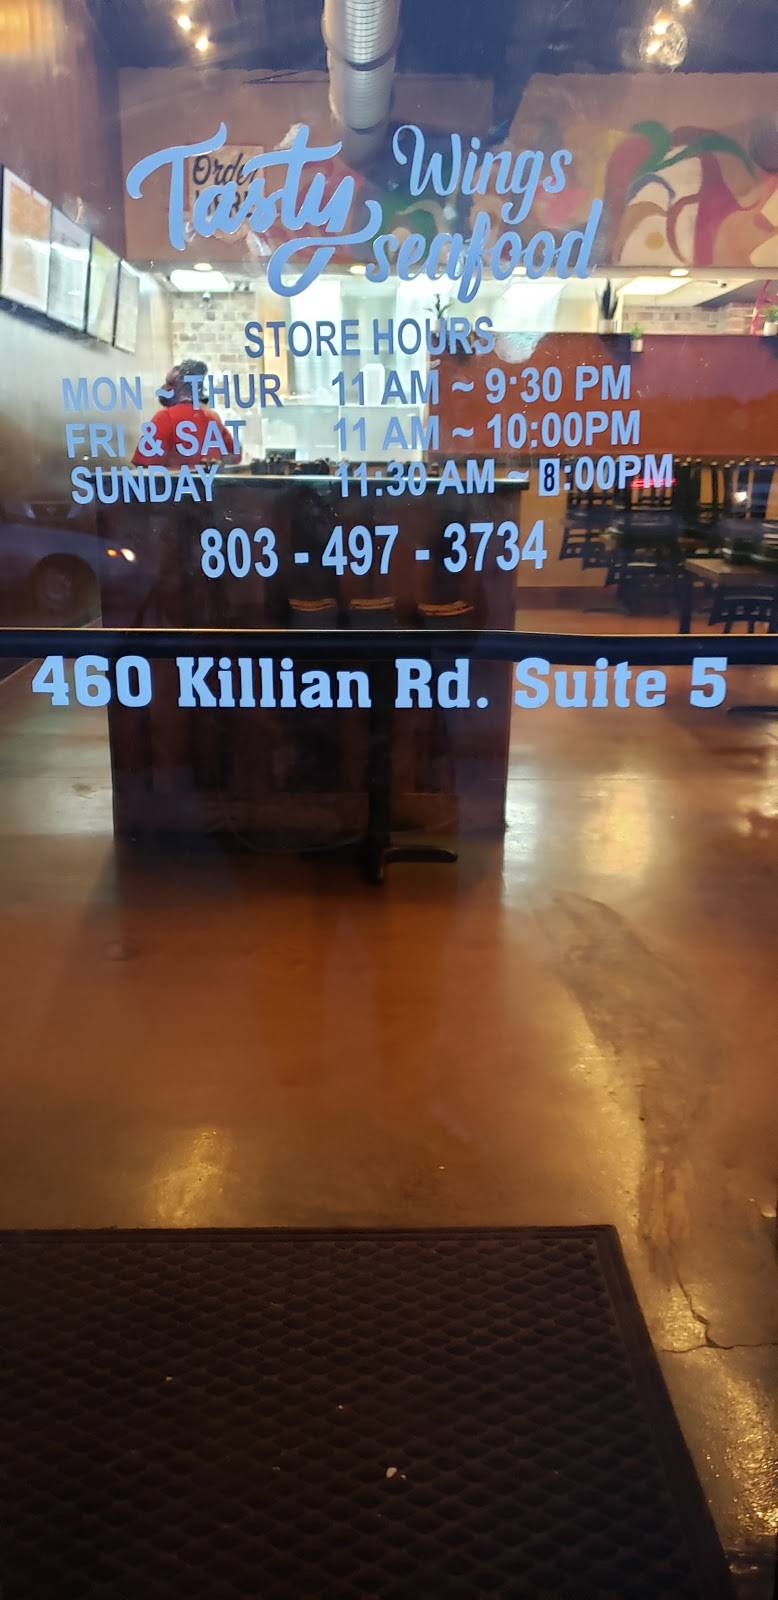 Tasty Wings
seafood
Order
STORE HOURS
MON ~ THUR 11 AM ~ 9:30 PM
FRI & SAT 11 AM ~ 10:00PM
SUNDAY 11:30 AM ~ 8:00PM
803 - 497 - 3734
460 Killian Rd. Suite 5